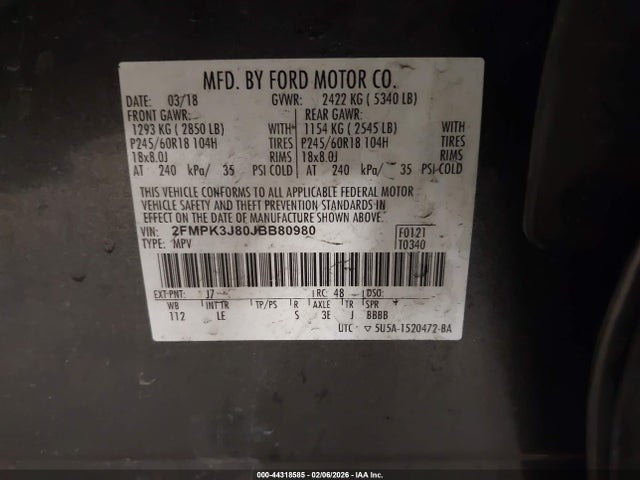 MFD. BY FORD MOTOR CO.
DATE: 03/18 GVWR: 2422 KG ( 5340 LB)
FRONT GAWR: REAR GAWR:
1293 KG ( 2850 LB) WITH 1154 KG ( 2545 LB) WITH
P245/60R18 104H TIRES P245/60R18 104H TIRES
18x8.0J RIMS 18x8.0J RIMS
AT 240 kPa/ 35 PSI COLD AT 240 kPa/ 35 PSI COLD
THIS VEHICLE CONFORMS TO ALL APPLICABLE FEDERAL MOTOR
VEHICLE SAFETY AND THEFT PREVENTION STANDARDS IN
EFFECT ON THE DATE OF MANUFACTURE SHOWN ABOVE.
VIN: 2FMPK3J80JBB80980 F0121
TYPE: MPV T0340
EXT PNT: J7 RC: 48 DSO:
WB INT TR TP/PS R AXLE TR SPR
112 LE S 3E J BBBB
UTC ▽ 5U5A-1520472-BA
000-44318585 - 02/06/2026 - IAA Inc.